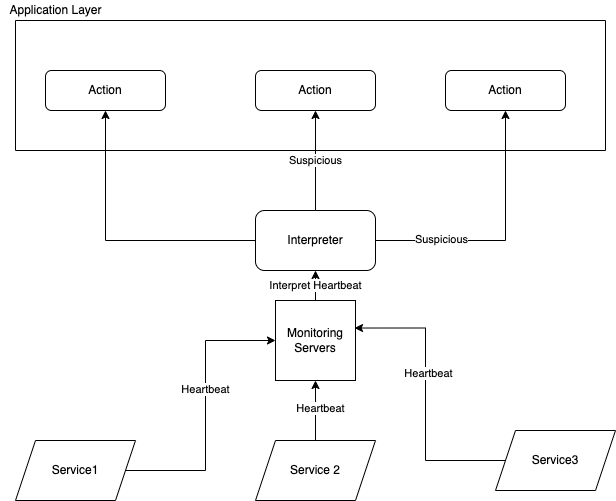 Application Layer
Action
Action
Action
Suspicious
Interpreter
Suspicious
Interpret Heartbeat
Monitoring
Servers
Heartbeat
Heartbeat
Heartbeat
Service1
Service 2
Service3